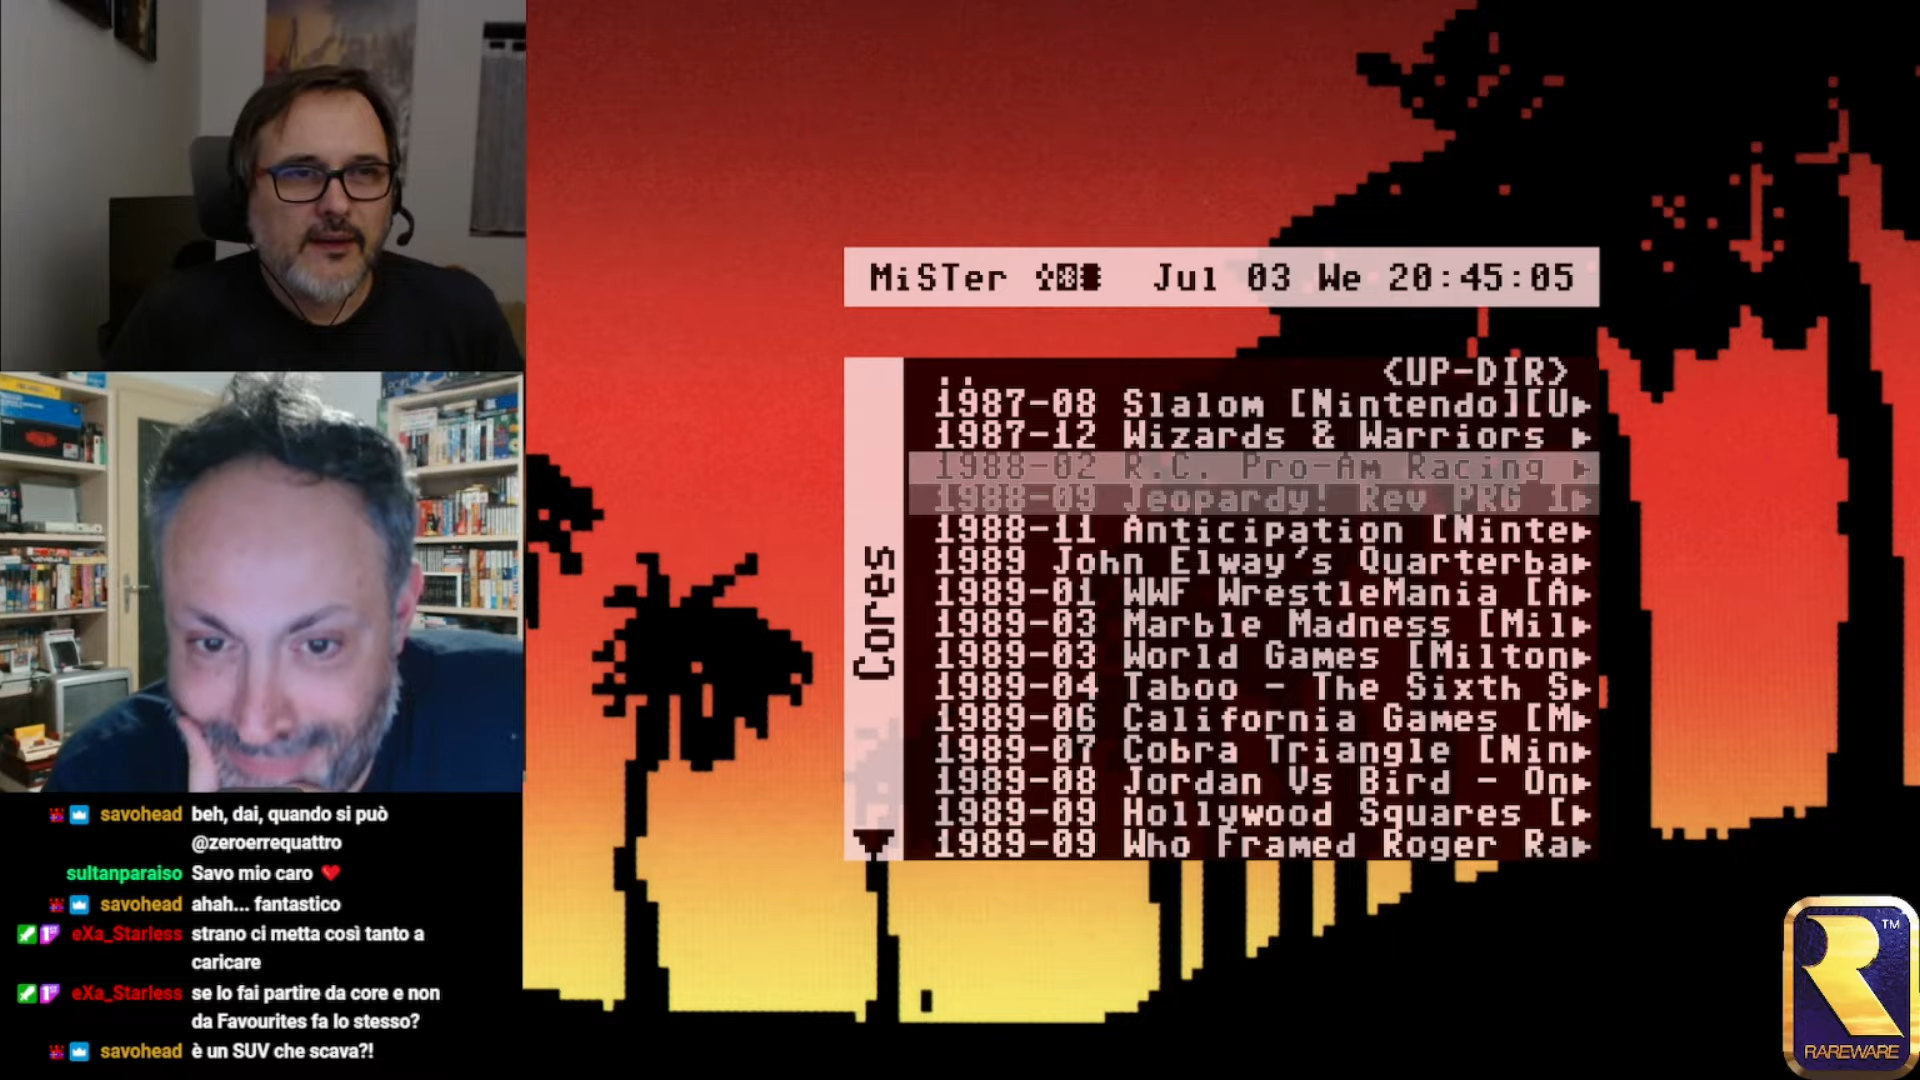 MiSTer Jul 03 We 20:45:05
Cores
.. <UP-DIR>
1987-08 Slalom [Nintendo][U
1987-12 Wizards & Warriors
1988-02 R.C. Pro-Am Racing
1988-09 Jeopardy! Rev PRG 1
1988-11 Anticipation [Ninte
1989 John Elway's Quarterba
1989-01 WWF WrestleMania [A
1989-03 Marble Madness [Mil
1989-03 World Games [Milton
1989-04 Taboo - The Sixth S
1989-06 California Games [M
1989-07 Cobra Triangle [Nin
1989-08 Jordan Vs Bird - On
1989-09 Hollywood Squares [
1989-09 Who Framed Roger Ra
savohead beh, dai, quando si può
@zeroerrequattro
sultanparaiso Savo mio caro ❤️
savohead ahah... fantastico
eXa_Starless strano ci metta così tanto a
caricare
eXa_Starless se lo fai partire da core e non
da Favourites fa lo stesso?
savohead è un SUV che scava?!
R TM
RAREWARE